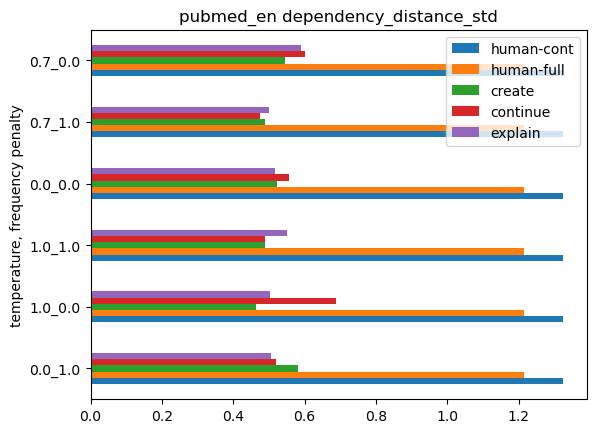 pubmed_en dependency_distance_std
temperature, frequency penalty
0.7_0.0
0.7_1.0
0.0_0.0
1.0_1.0
1.0_0.0
0.0_1.0
human-cont
human-full
create
continue
explain
0.0 0.2 0.4 0.6 0.8 1.0 1.2